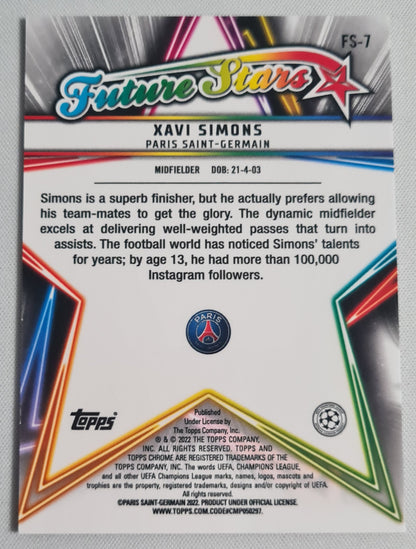 FS-7
Future Stars
XAVI SIMONS
PARIS SAINT-GERMAIN
MIDFIELDER DOB: 21-4-03
Simons is a superb finisher, but he actually prefers allowing
his team-mates to get the glory. The dynamic midfielder
excels at delivering well-weighted passes that turn into
assists. The football world has noticed Simons' talents
for years; by age 13, he had more than 100,000
Instagram followers.
PARIS
topps
Published
Under License by
The Topps Company, Inc.
® & © 2022 THE TOPPS COMPANY,
INC. ALL RIGHTS RESERVED. TOPPS AND
TOPPS CHROME ARE REGISTERED TRADEMARKS OF THE
TOPPS COMPANY, INC. The words UEFA, CHAMPIONS LEAGUE,
and all other UEFA Champions League marks, names, logos, mascots and
trophies are the property, registered trademarks, designs and/or copyright of UEFA.
All rights reserved.
©PARIS SAINT-GERMAIN 2022. PRODUCT UNDER OFFICIAL LICENSE.
WWW.TOPPS.COM.CODE#CMP050297.